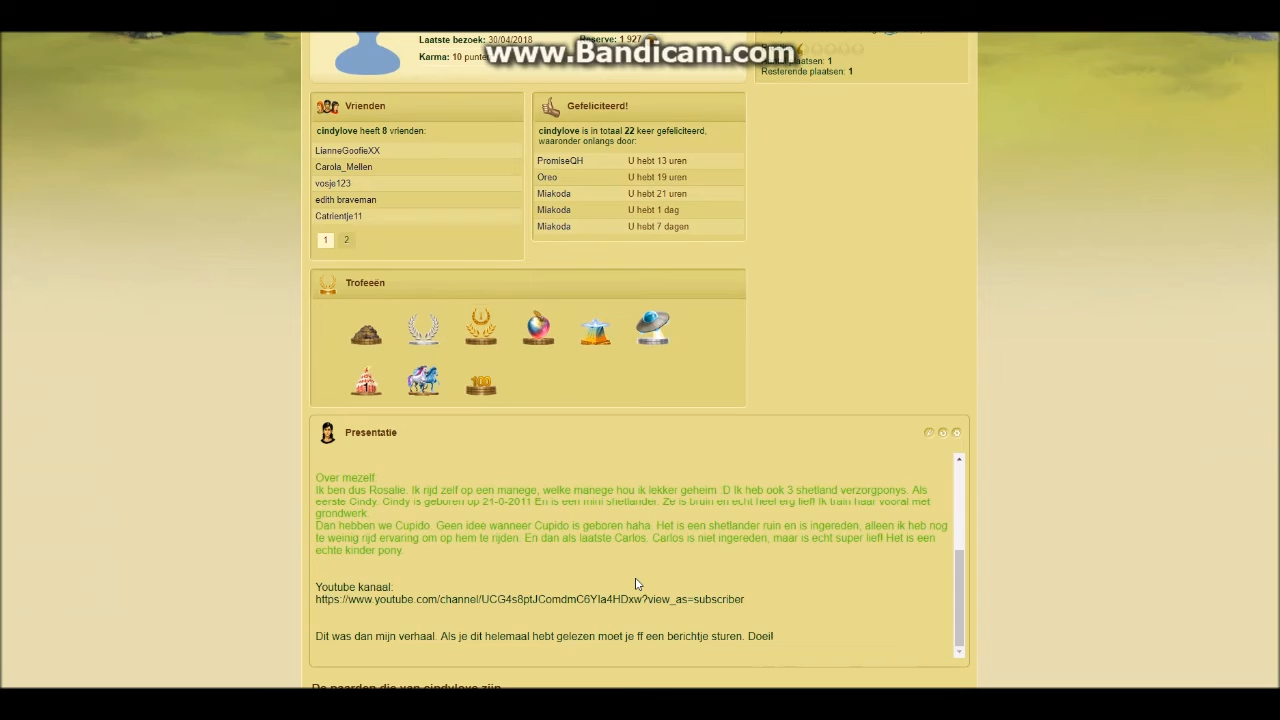 www.Bandicam.com
Laatste bezoek: 30/04/2018
Reserve: 1 927
Karma: 10 punte
plaatsen: 1
Resterende plaatsen: 1
Vrienden
cindylove heeft 8 vrienden:
LianneGoofieXX
Carola_Mellen
vosje123
edith braveman
Catrientje11
1 2
Gefeliciteerd!
cindylove is in totaal 22 keer gefeliciteerd,
waaronder onlangs door:
PromiseQH U hebt 13 uren
Oreo U hebt 19 uren
Miakoda U hebt 21 uren
Miakoda U hebt 1 dag
Miakoda U hebt 7 dagen
Trofeeën
1
100
Presentatie
Over mezelf
Ik ben dus Rosalie. Ik rijd zelf op een manege, welke manege hou ik lekker geheim :D Ik heb ook 3 shetland verzorgponys. Als
eerste Cindy. Cindy is geboren op 21-6-2011 En is een mini shetlander. Ze is bruin en echt heel erg lief! Ik train haar vooral met
grondwerk.
Dan hebben we Cupido. Geen idee wanneer Cupido is geboren haha. Het is een shetlander ruin en is ingereden, alleen ik heb nog
te weinig rijd ervaring om op hem te rijden. En dan als laatste Carlos. Carlos is niet ingereden, maar is echt super lief! Het is een
echte kinder pony.
Youtube kanaal:
https://www.youtube.com/channel/UCG4s8ptJComdmC6YIa4HDxw?view_as=subscriber
Dit was dan mijn verhaal. Als je dit helemaal hebt gelezen moet je ff een berichtje sturen. Doei!
De paarden die van cindylove zijn